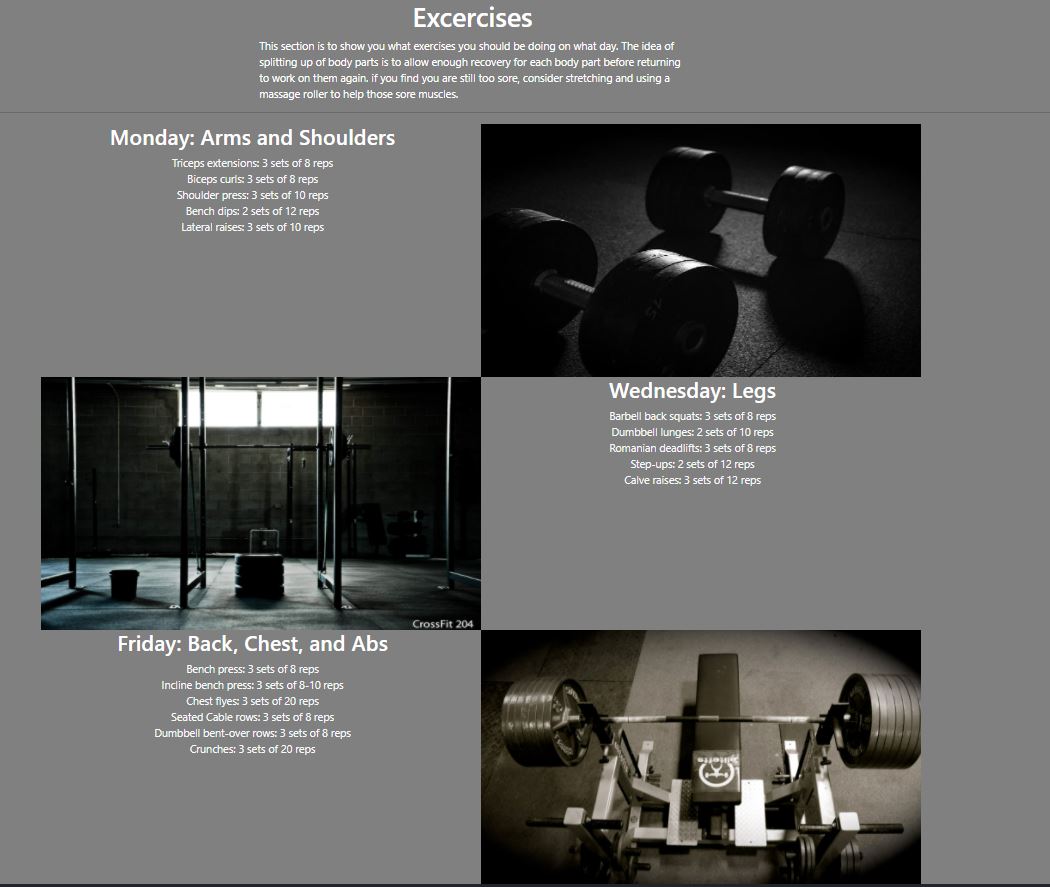 Excercises
This section is to show you what exercises you should be doing on what day. The idea of
splitting up of body parts is to allow enough recovery for each body part before returning
to work on them again. if you find you are still too sore, consider stretching and using a
massage roller to help those sore muscles.
Monday: Arms and Shoulders
Triceps extensions: 3 sets of 8 reps
Biceps curls: 3 sets of 8 reps
Shoulder press: 3 sets of 10 reps
Bench dips: 2 sets of 12 reps
Lateral raises: 3 sets of 10 reps
75
Wednesday: Legs
Barbell back squats: 3 sets of 8 reps
Dumbbell lunges: 2 sets of 10 reps
Romanian deadlifts: 3 sets of 8 reps
Step-ups: 2 sets of 12 reps
Calve raises: 3 sets of 12 reps
CrossFit 204
Friday: Back, Chest, and Abs
Bench press: 3 sets of 8 reps
Incline bench press: 3 sets of 8-10 reps
Chest flyes: 3 sets of 20 reps
Seated Cable rows: 3 sets of 8 reps
Dumbbell bent-over rows: 3 sets of 8 reps
Crunches: 3 sets of 20 reps